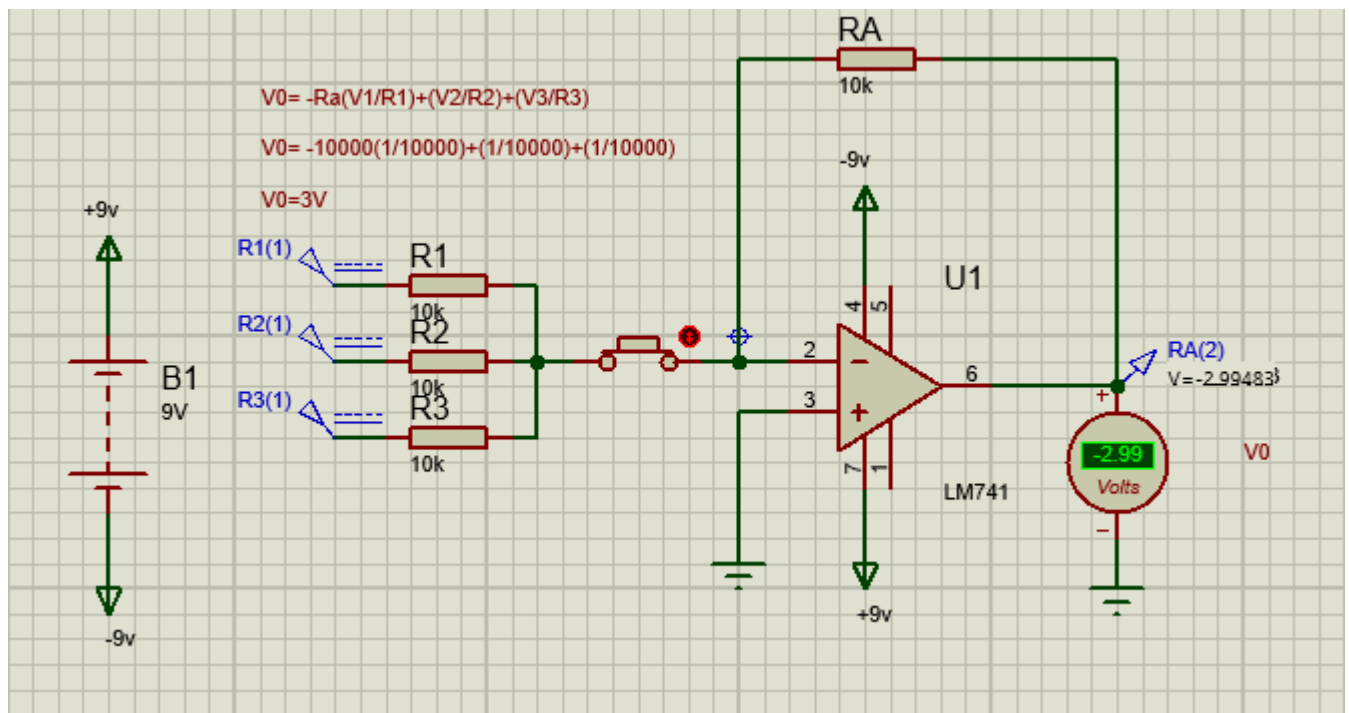 RA
10k
V0= -Ra(V1/R1)+(V2/R2)+(V3/R3)
V0= -10000(1/10000)+(1/10000)+(1/10000)
V0=3V
-9v
+9v
R1(1)
R1
10k
R2(1)
R2
10k
R3(1)
R3
10k
B1
9V
-9v
U1
4
5
2
3
6
7
1
LM741
+9v
RA(2)
V=-2.99483
+
-2.99
Volts
V0